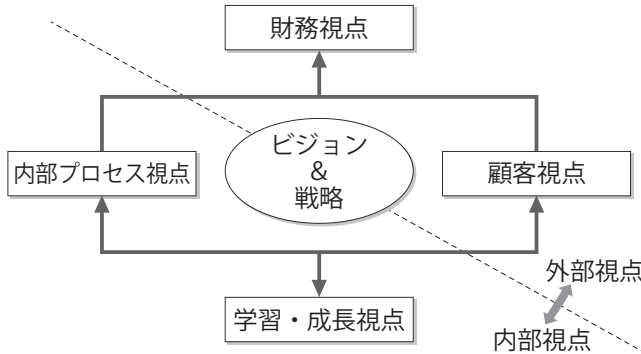 財務視点
内部プロセス視点
ビジョン
&
戦略
顧客視点
学習・成長視点
外部視点
内部視点